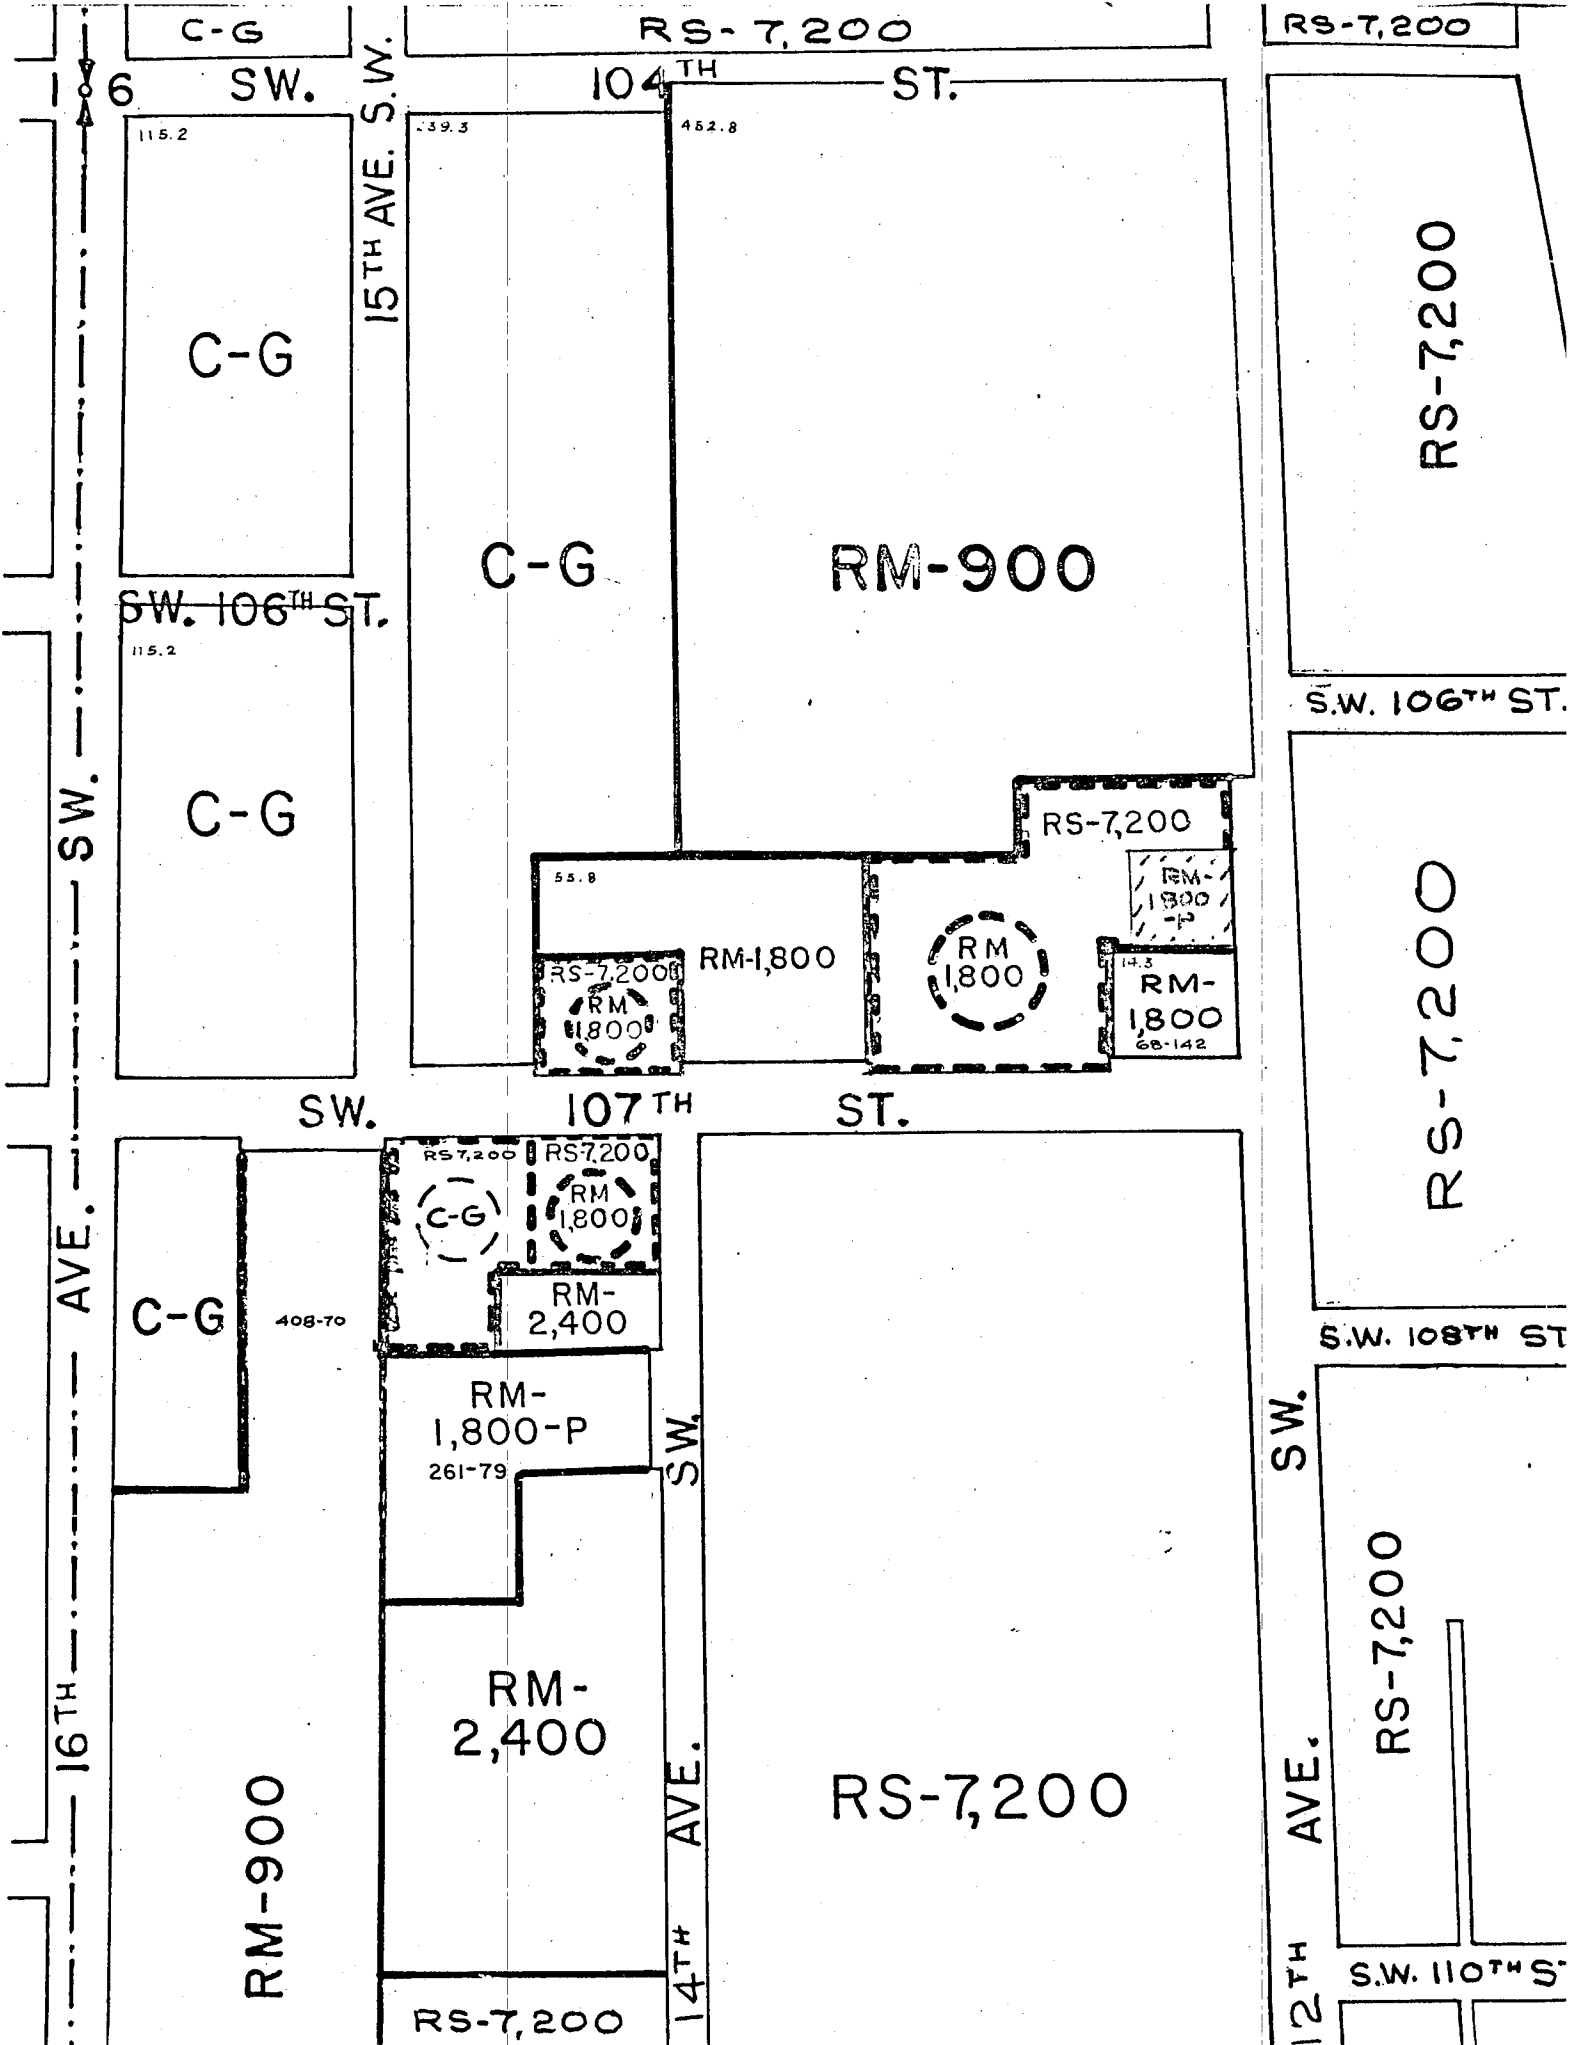 C-G
RS-7,200
RS-7,200
6
SW.
104TH
ST.
115.2
15TH AVE. S.W.
452.8
C-G
RS-7,200
C-G
RM-900
SW. 106TH ST.
115.2
S.W. 106TH ST.
SW.
C-G
RS-7,200
55.8
RM-
1800
-P
RS-7,200
RM-1,800
RM
1,800
14.3
RM-
1,800
68-142
RS-7,200
RM
1,800
SW.
107TH
ST.
RS7,200
C-G
RS7,200
RM
1,800
AVE.
C-G
408-70
RM-
2,400
S.W. 108TH ST
RM-
1,800-P
261-79
SW.
SW.
RS-7,200
16TH
RM-
2,400
AVE.
RS-7,200
AVE.
RM-900
14TH
12TH
S.W. 110TH S
RS-7,200